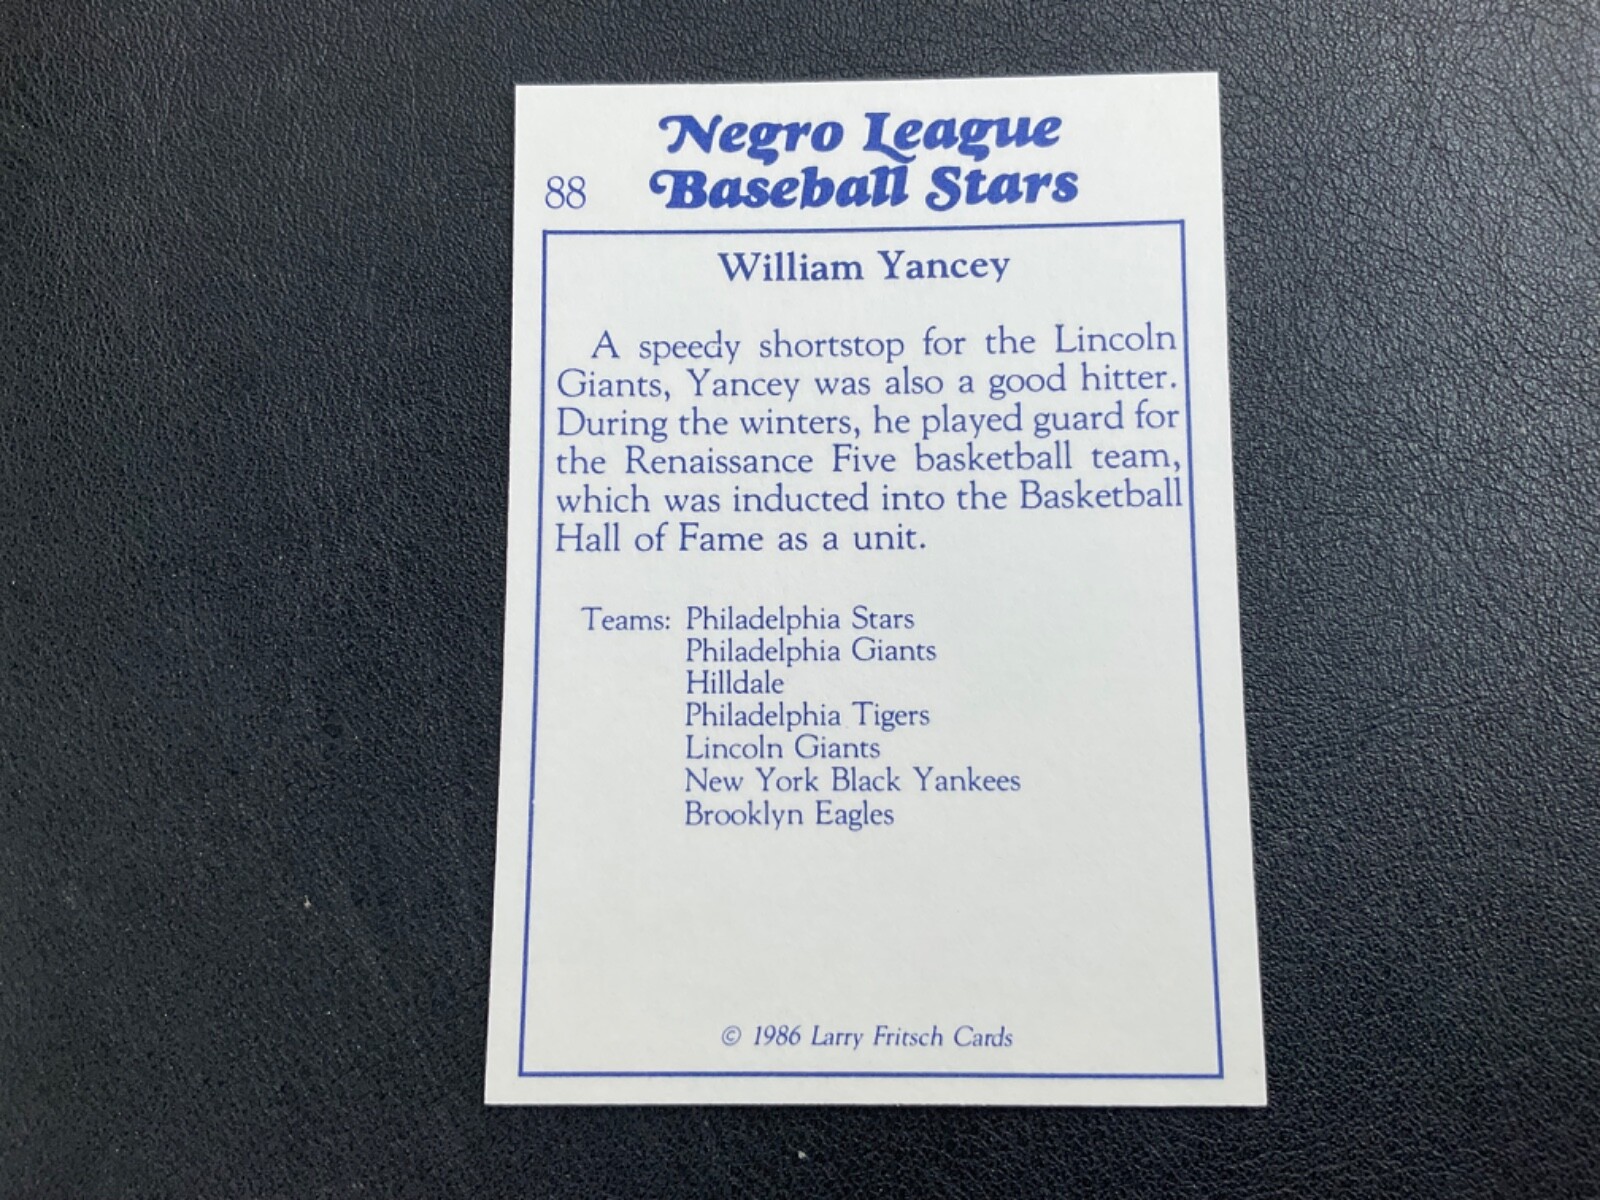 Negro League
88 Baseball Stars
William Yancey
A speedy shortstop for the Lincoln
Giants, Yancey was also a good hitter.
During the winters, he played guard for
the Renaissance Five basketball team,
which was inducted into the Basketball
Hall of Fame as a unit.
Teams: Philadelphia Stars
Philadelphia Giants
Hilldale
Philadelphia Tigers
Lincoln Giants
New York Black Yankees
Brooklyn Eagles
© 1986 Larry Fritsch Cards